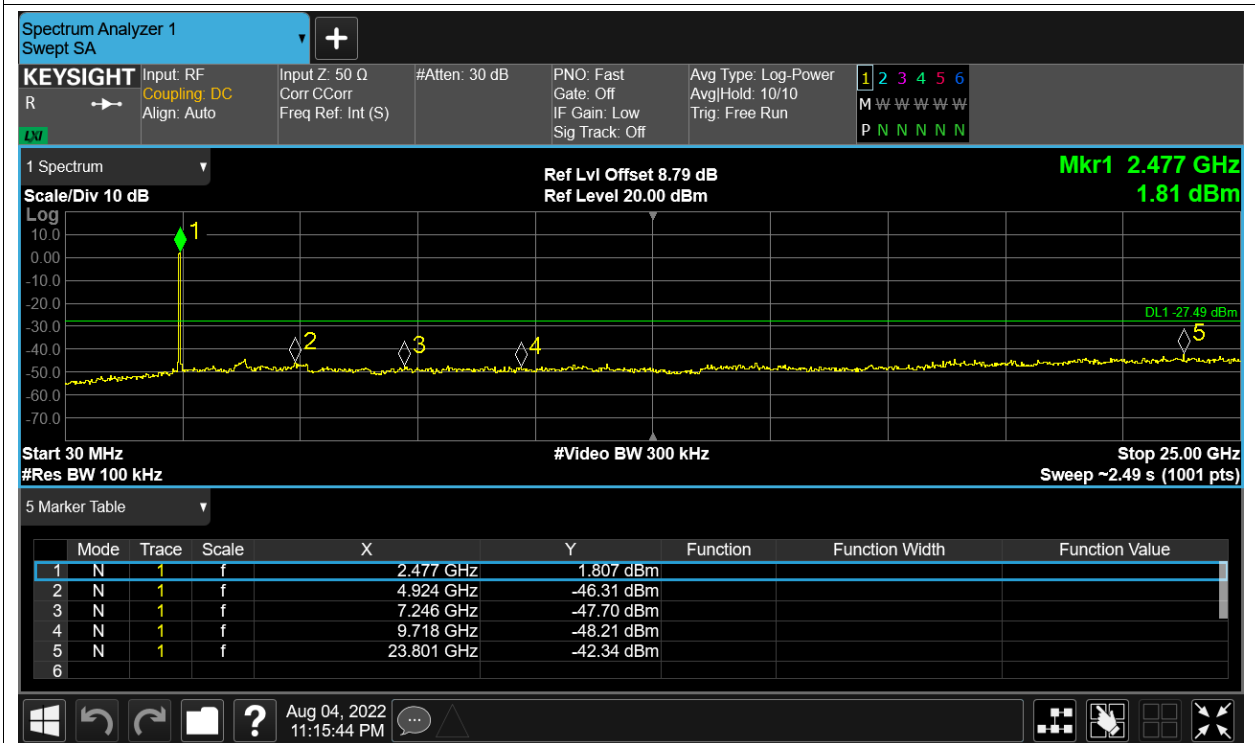 Spectrum Analyzer 1
Swept SA
KEYSIGHT
R
LXI
Input: RF
Coupling: DC
Align: Auto
Input Z: 50 Ω
Corr CCorr
Freq Ref: Int (S)
#Atten: 30 dB
PNO: Fast
Gate: Off
IF Gain: Low
Sig Track: Off
Avg Type: Log-Power
Avg|Hold: 10/10
Trig: Free Run
1 2 3 4 5 6
M W W W W W
P N N N N N
1 Spectrum
Scale/Div 10 dB
Ref Lvl Offset 8.79 dB
Ref Level 20.00 dBm
Mkr1 2.477 GHz
1.81 dBm
Log
10.0
0.00
-10.0
-20.0
-30.0
-40.0
-50.0
-60.0
-70.0
1
2
3
4
5
DL1 -27.49 dBm
Start 30 MHz
#Video BW 300 kHz
Stop 25.00 GHz
#Res BW 100 kHz
Sweep ~2.49 s (1001 pts)
5 Marker Table
Mode Trace Scale X Y Function Function Width Function Value
1 N 1 f 2.477 GHz 1.807 dBm
2 N 1 f 4.924 GHz -46.31 dBm
3 N 1 f 7.246 GHz -47.70 dBm
4 N 1 f 9.718 GHz -48.21 dBm
5 N 1 f 23.801 GHz -42.34 dBm
6
?
Aug 04, 2022
11:15:44 PM